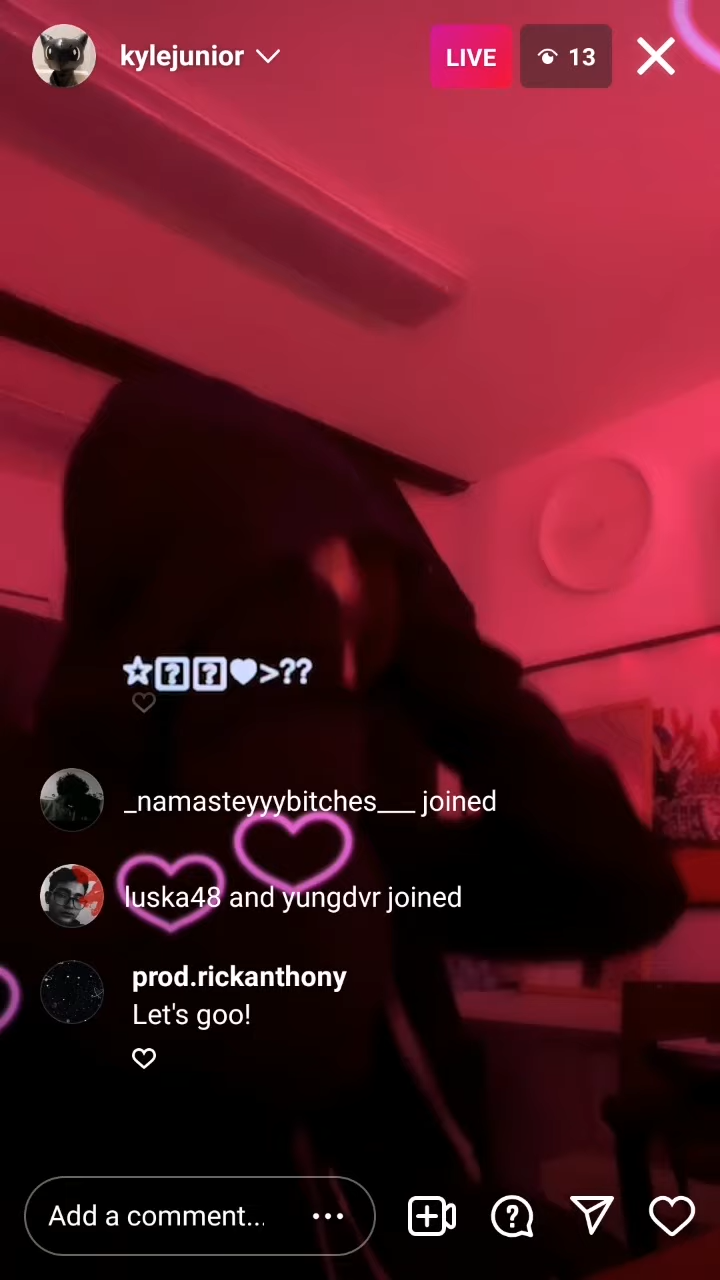 kylejunior
LIVE
13
☆⍰⍰♥>??
_namasteyyybitches___ joined
luska48 and yungdvr joined
prod.rickanthony
Let's goo!
Add a comment...